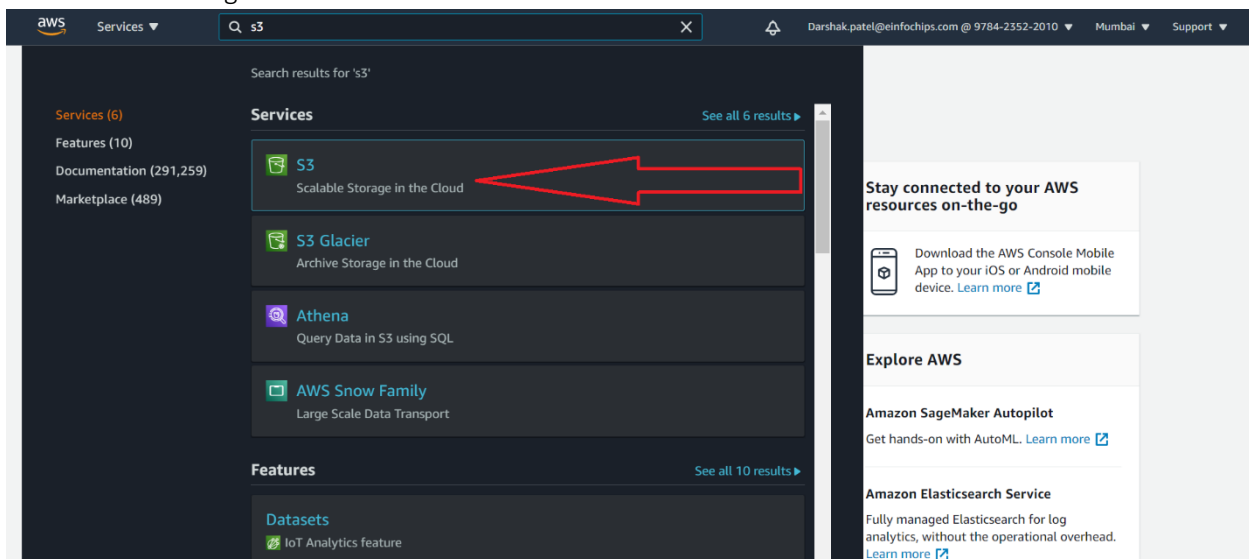 aws Services ▼ s3 X Darshak.patel@einfochips.com @ 9784-2352-2010 ▼ Mumbai ▼ Support ▼
Search results for 's3'
Services (6)
Features (10)
Documentation (291,259)
Marketplace (489)
Services See all 6 results ▶
S3
Scalable Storage in the Cloud
S3 Glacier
Archive Storage in the Cloud
Athena
Query Data in S3 using SQL
AWS Snow Family
Large Scale Data Transport
Features See all 10 results ▶
Datasets
IoT Analytics feature
Stay connected to your AWS
resources on-the-go
Download the AWS Console Mobile
App to your iOS or Android mobile
device. Learn more
Explore AWS
Amazon SageMaker Autopilot
Get hands-on with AutoML. Learn more
Amazon Elasticsearch Service
Fully managed Elasticsearch for log
analytics, without the operational overhead.
Learn more